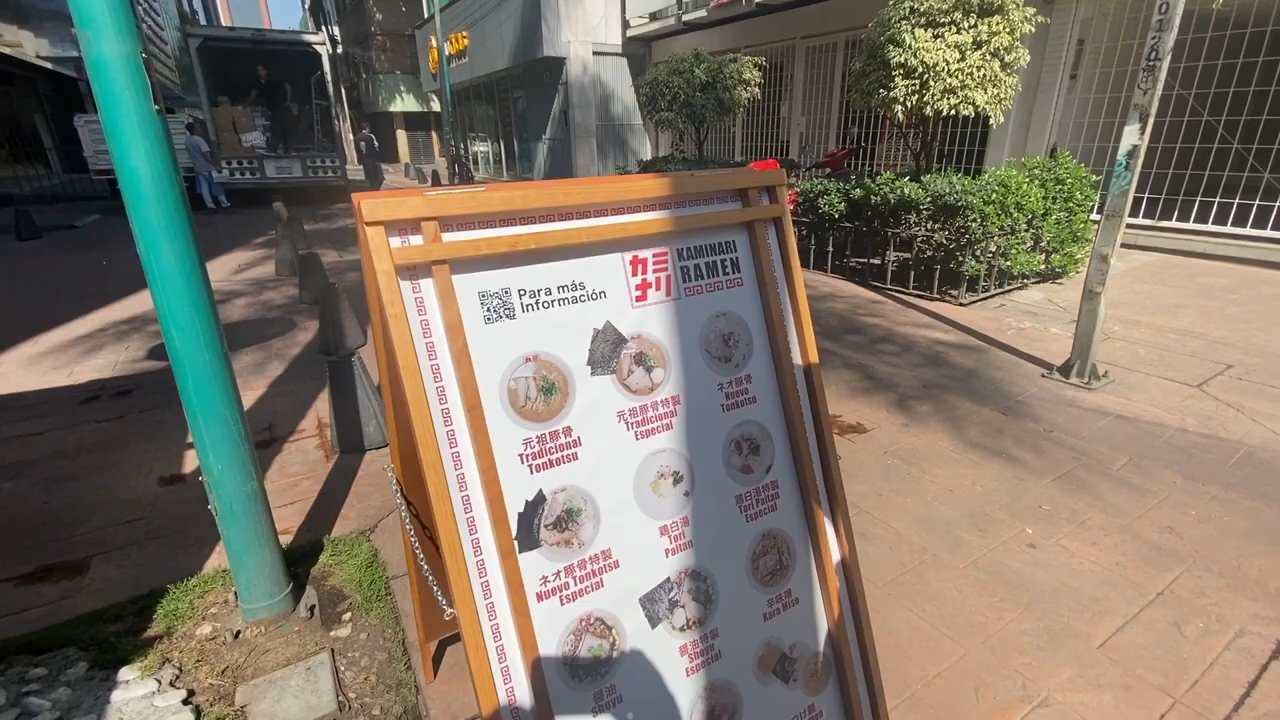 Para más
Información
カミ
ナリ
KAMINARI
RAMEN
元祖豚骨
Tradicional
Tonkotsu
元祖豚骨特製
Tradicional
Especial
ネオ豚骨
Nuevo
Tonkotsu
ネオ豚骨特製
Nuevo Tonkotsu
Especial
鶏白湯
Tori
Paitan
鶏白湯特製
Tori Paitan
Especial
醤油
Shoyu
醤油特製
Shoyu
Especial
辛味噌
Kara Miso